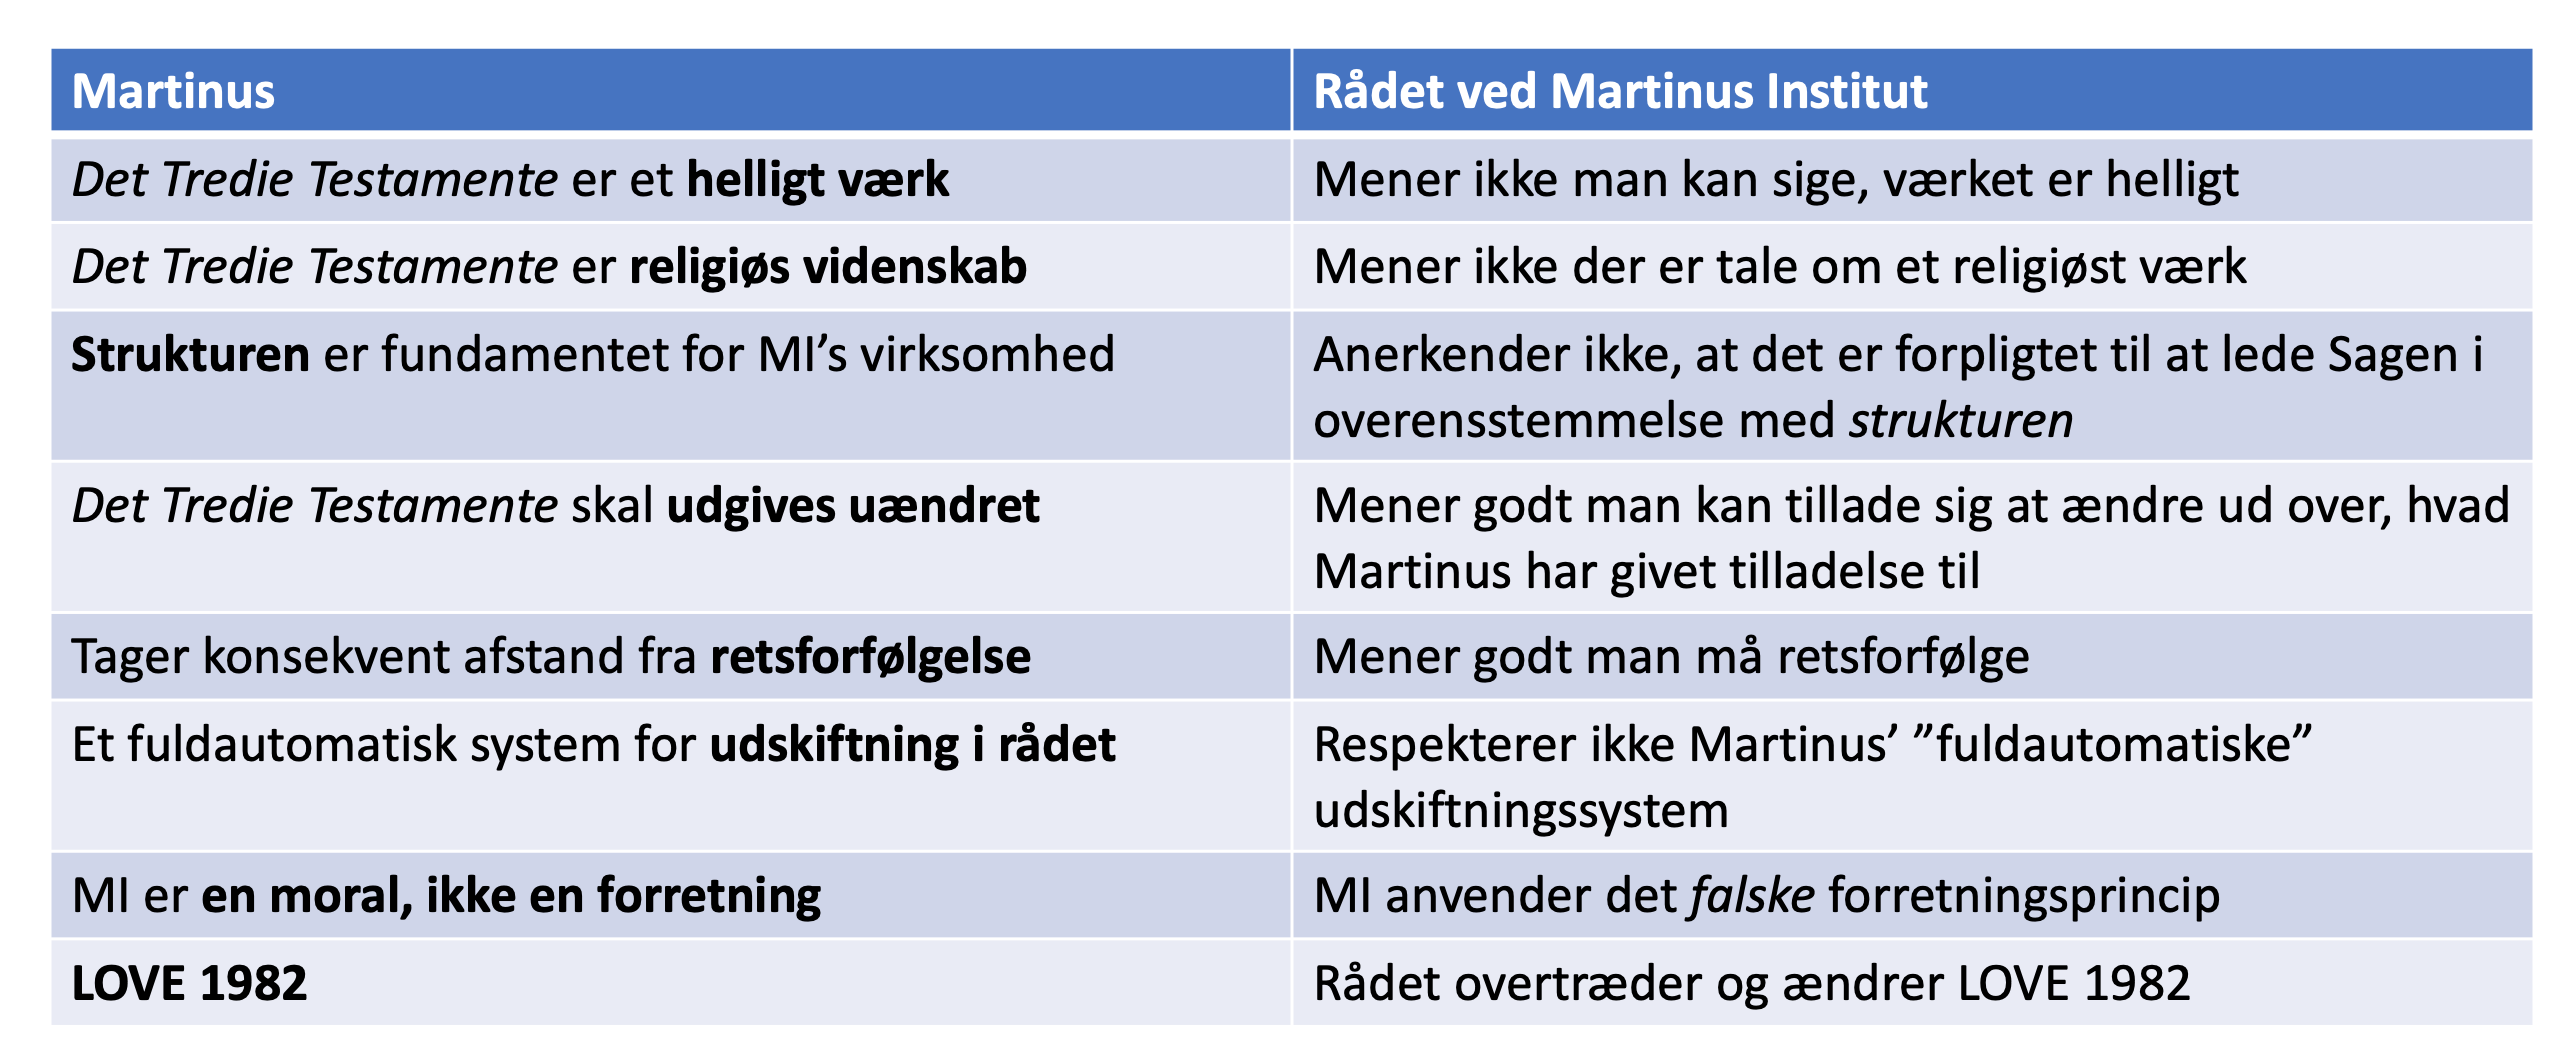 Martinus
Rådet ved Martinus Institut
Det Tredie Testamente er et helligt værk
Mener ikke man kan sige, værket er helligt
Det Tredie Testamente er religiøs videnskab
Mener ikke der er tale om et religiøst værk
Strukturen er fundamentet for MI’s virksomhed
Anerkender ikke, at det er forpligtet til at lede Sagen i
overensstemmelse med strukturen
Det Tredie Testamente skal udgives uændret
Mener godt man kan tillade sig at ændre ud over, hvad
Martinus har givet tilladelse til
Tager konsekvent afstand fra retsforfølgelse
Mener godt man må retsforfølge
Et fuldautomatisk system for udskiftning i rådet
Respekterer ikke Martinus’ ”fuldautomatiske”
udskiftningssystem
MI er en moral, ikke en forretning
MI anvender det falske forretningsprincip
LOVE 1982
Rådet overtræder og ændrer LOVE 1982